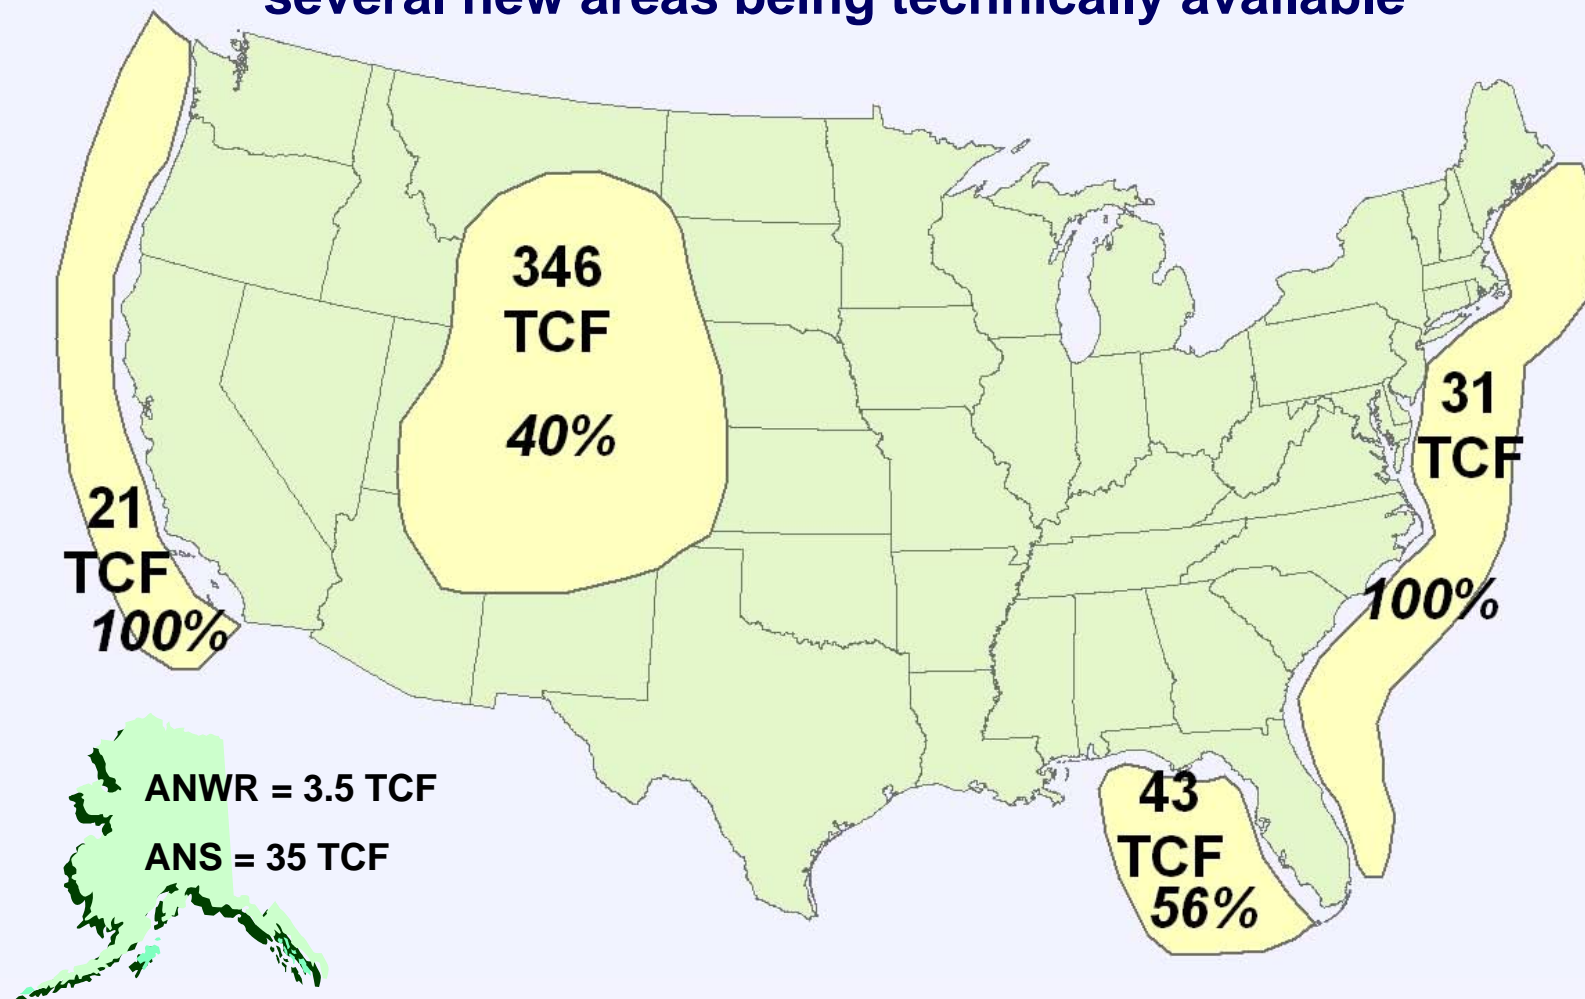 several new areas being technically available
346
TCF
40%
31
TCF
100%
21
TCF
100%
43
TCF
56%
ANWR = 3.5 TCF
ANS = 35 TCF